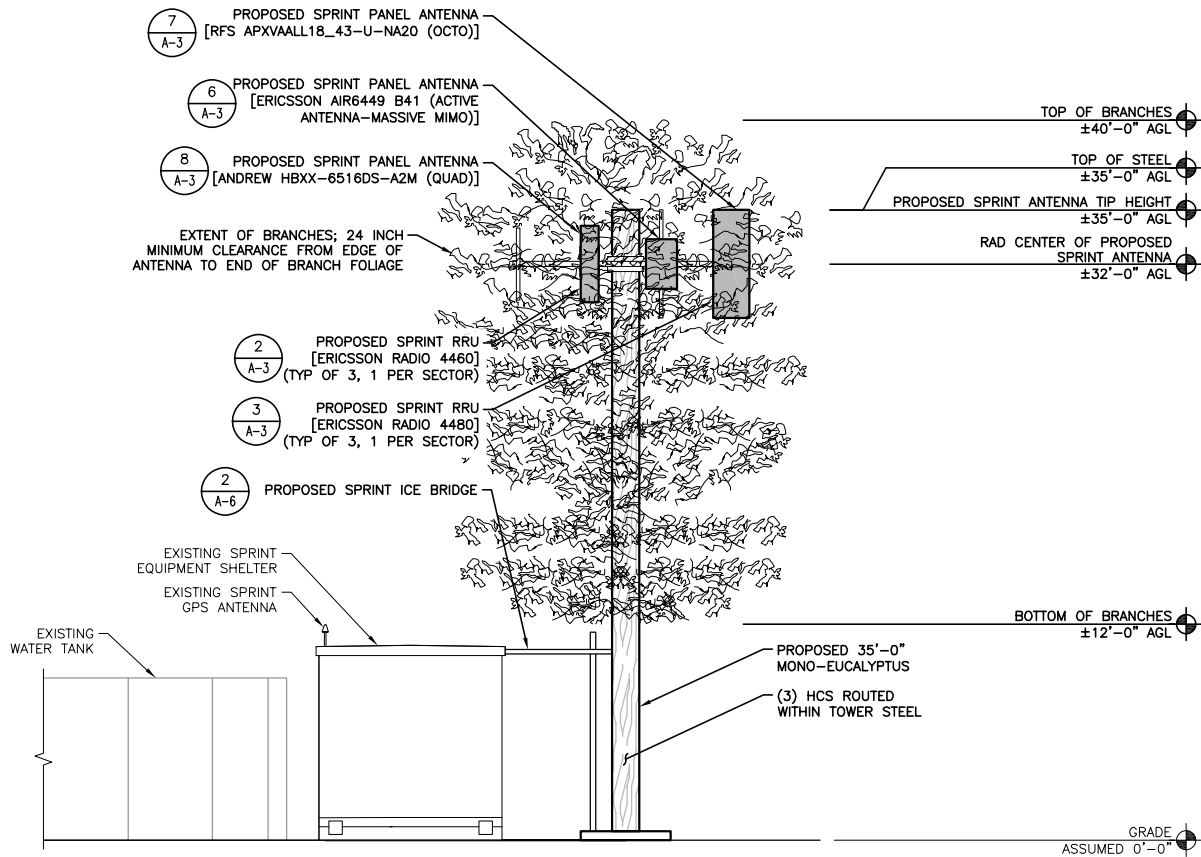 7
A-3
PROPOSED SPRINT PANEL ANTENNA
[RFS APXVAALL18_43-U-NA20 (OCTO)]
6
A-3
PROPOSED SPRINT PANEL ANTENNA
[ERICSSON AIR6449 B41 (ACTIVE
ANTENNA-MASSIVE MIMO)]
8
A-3
PROPOSED SPRINT PANEL ANTENNA
[ANDREW HBXX-6516DS-A2M (QUAD)]
EXTENT OF BRANCHES; 24 INCH
MINIMUM CLEARANCE FROM EDGE OF
ANTENNA TO END OF BRANCH FOLIAGE
2
A-3
PROPOSED SPRINT RRU
[ERICSSON RADIO 4460]
(TYP OF 3, 1 PER SECTOR)
3
A-3
PROPOSED SPRINT RRU
[ERICSSON RADIO 4480]
(TYP OF 3, 1 PER SECTOR)
2
A-6
PROPOSED SPRINT ICE BRIDGE
EXISTING SPRINT
EQUIPMENT SHELTER
EXISTING SPRINT
GPS ANTENNA
EXISTING
WATER TANK
TOP OF BRANCHES
±40'-0" AGL
TOP OF STEEL
±35'-0" AGL
PROPOSED SPRINT ANTENNA TIP HEIGHT
±35'-0" AGL
RAD CENTER OF PROPOSED
SPRINT ANTENNA
±32'-0" AGL
BOTTOM OF BRANCHES
±12'-0" AGL
PROPOSED 35'-0"
MONO-EUCALYPTUS
(3) HCS ROUTED
WITHIN TOWER STEEL
GRADE
ASSUMED 0'-0"